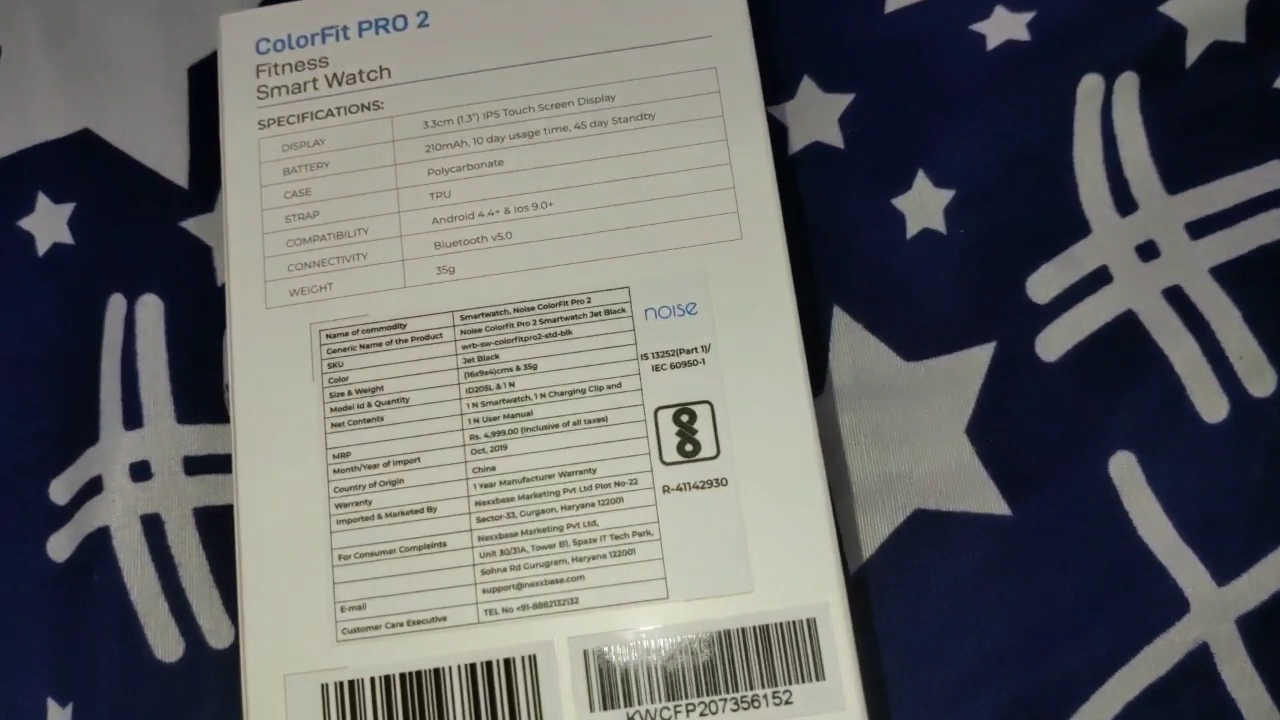 ColorFit PRO 2
Fitness
Smart Watch
SPECIFICATIONS:
DISPLAY 3.3cm (1.3") IPS Touch Screen Display
BATTERY 210mAh, 10 day usage time, 45 day Standby
CASE Polycarbonate
STRAP TPU
COMPATIBILITY Android 4.4+ & ios 9.0+
CONNECTIVITY Bluetooth v5.0
WEIGHT 35g
Name of commodity Smartwatch, Noise ColorFit Pro 2
Generic Name of the Product Noise Colorfit Pro 2 Smartwatch Jet Black
SKU wrb-sw-colorfitpro2-std-blk
Color Jet Black
Size & Weight (16x9x4)cms & 35g
Model Id & Quantity ID205L & 1 N
Net Contents 1 N Smartwatch, 1 N Charging Clip and
1 N User Manual
MRP Rs. 4,999.00 (Inclusive of all taxes)
Month/Year of Import Oct, 2019
Country of Origin China
Warranty 1 Year Manufacturer Warranty
Imported & Marketed By Nexxbase Marketing Pvt Ltd Plot No-22
Sector-33, Gurgaon, Haryana 122001
For Consumer Complaints Nexxbase Marketing Pvt Ltd,
Unit 30/31A, Tower B1, Spaze IT Tech Park,
Sohna Rd Gurugram, Haryana 122001
E-mail support@nexxbase.com
Customer Care Executive TEL No +91-8882132132
noise
IS 13252(Part 1)/
IEC 60950-1
R-41142930
KWCFP207356152